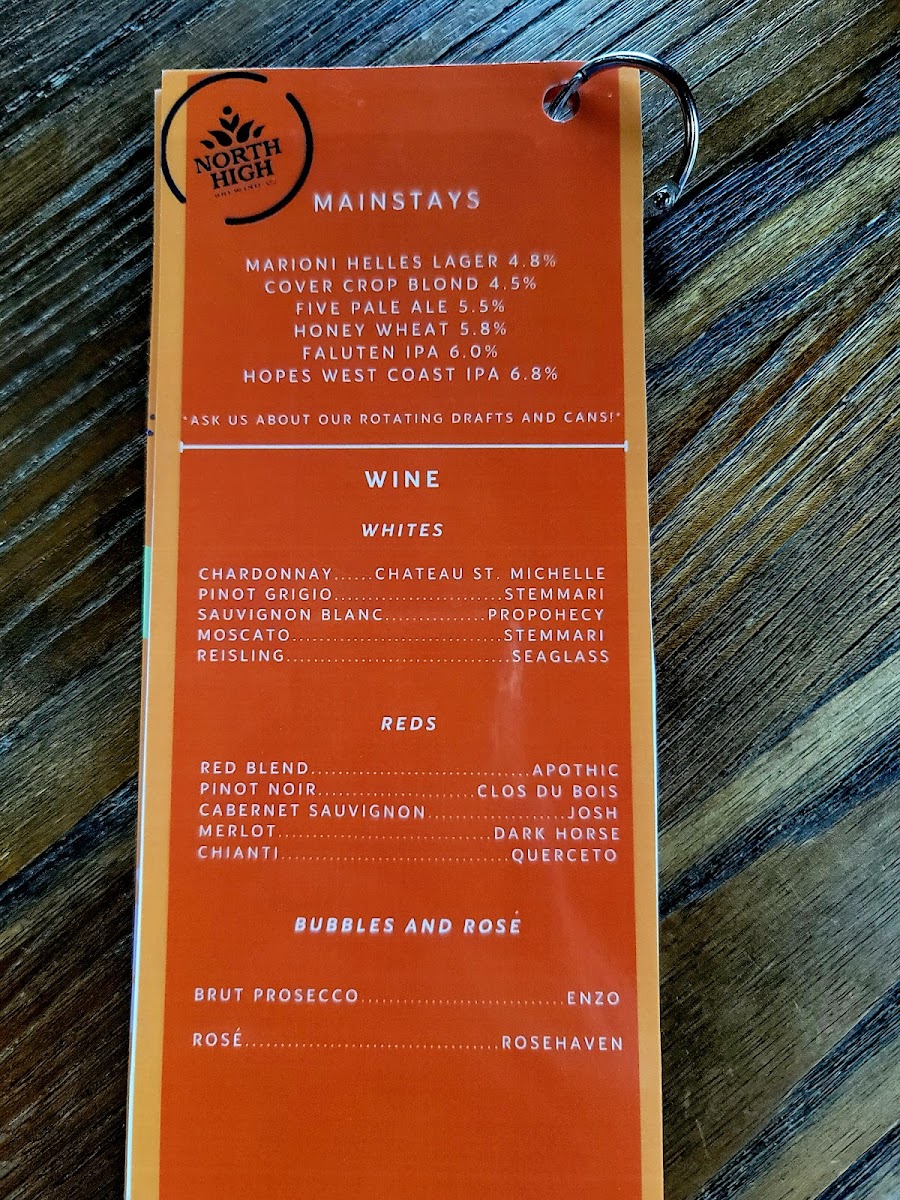 NORTH
HIGH
MAINSTAYS
MARIONI HELLES LAGER 4.8%
COVER CROP BLOND 4.5%
FIVE PALE ALE 5.5%
HONEY WHEAT 5.8%
FALUTEN IPA 6.0%
HOPES WEST COAST IPA 6.8%
*ASK US ABOUT OUR ROTATING DRAFTS AND CANS!*
WINE
WHITES
CHARDONNAY......CHATEAU ST. MICHELLE
PINOT GRIGIO.........................STEMMARI
SAUVIGNON BLANC...............PROPOHECY
MOSCATO...............................STEMMARI
REISLING.................................SEAGLASS
REDS
RED BLEND................................APOTHIC
PINOT NOIR.......................CLOS DU BOIS
CABERNET SAUVIGNON....................JOSH
MERLOT................................DARK HORSE
CHIANTI..................................QUERCETO
BUBBLES AND ROSÉ
BRUT PROSECCO..............................ENZO
ROSÉ.....................................ROSEHAVEN